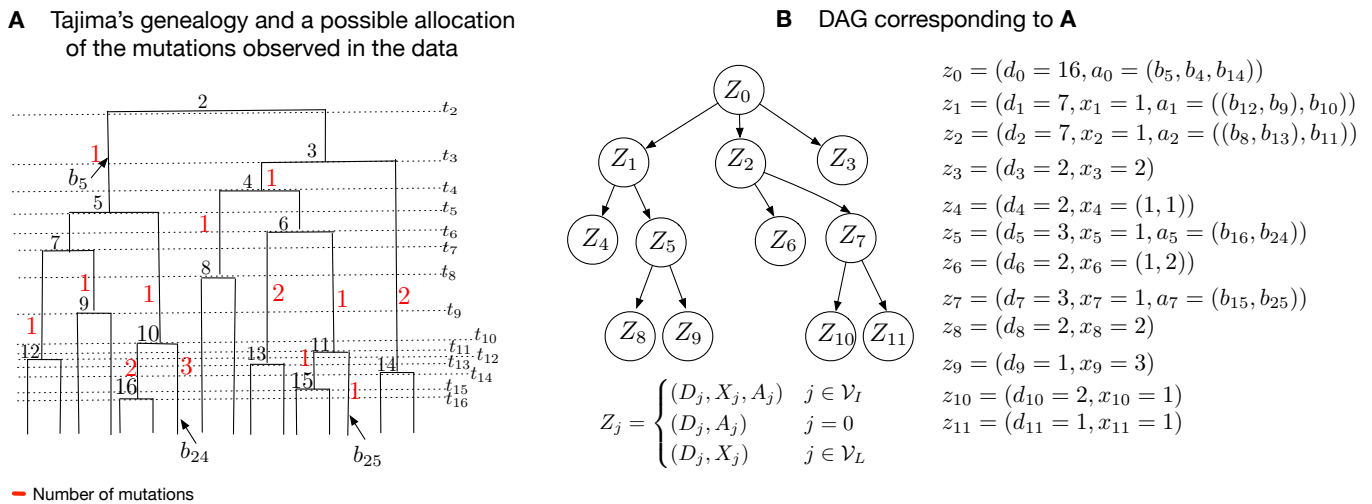 A Tajima's genealogy and a possible allocation
of the mutations observed in the data
2
t₂
1
b₅
3
t₃
4
1
t₄
5
1
6
t₅
t₆
7
t₇
8
t₈
1
1
2
1
2
9
t₉
1
10
t₁₀
12
13
1
11
14
t₁₁
t₁₂
t₁₃
t₁₄
2
3
16
15
1
t₁₅
t₁₆
b₂₄
b₂₅
Number of mutations
B DAG corresponding to A
Z₀
Z₁
Z₂
Z₃
Z₄
Z₅
Z₆
Z₇
Z₈
Z₉
Z₁₀
Z₁₁
Zⱼ = { (Dⱼ, Xⱼ, Aⱼ) j ∈ 𝒱_I
(Dⱼ, Aⱼ) j = 0
(Dⱼ, Xⱼ) j ∈ 𝒱_L
z₀ = (d₀ = 16, a₀ = (b₅, b₄, b₁₄))
z₁ = (d₁ = 7, x₁ = 1, a₁ = ((b₁₂, b₉), b₁₀))
z₂ = (d₂ = 7, x₂ = 1, a₂ = ((b₈, b₁₃), b₁₁))
z₃ = (d₃ = 2, x₃ = 2)
z₄ = (d₄ = 2, x₄ = (1, 1))
z₅ = (d₅ = 3, x₅ = 1, a₅ = (b₁₆, b₂₄))
z₆ = (d₆ = 2, x₆ = (1, 2))
z₇ = (d₇ = 3, x₇ = 1, a₇ = (b₁₅, b₂₅))
z₈ = (d₈ = 2, x₈ = 2)
z₉ = (d₉ = 1, x₉ = 3)
z₁₀ = (d₁₀ = 2, x₁₀ = 1)
z₁₁ = (d₁₁ = 1, x₁₁ = 1)